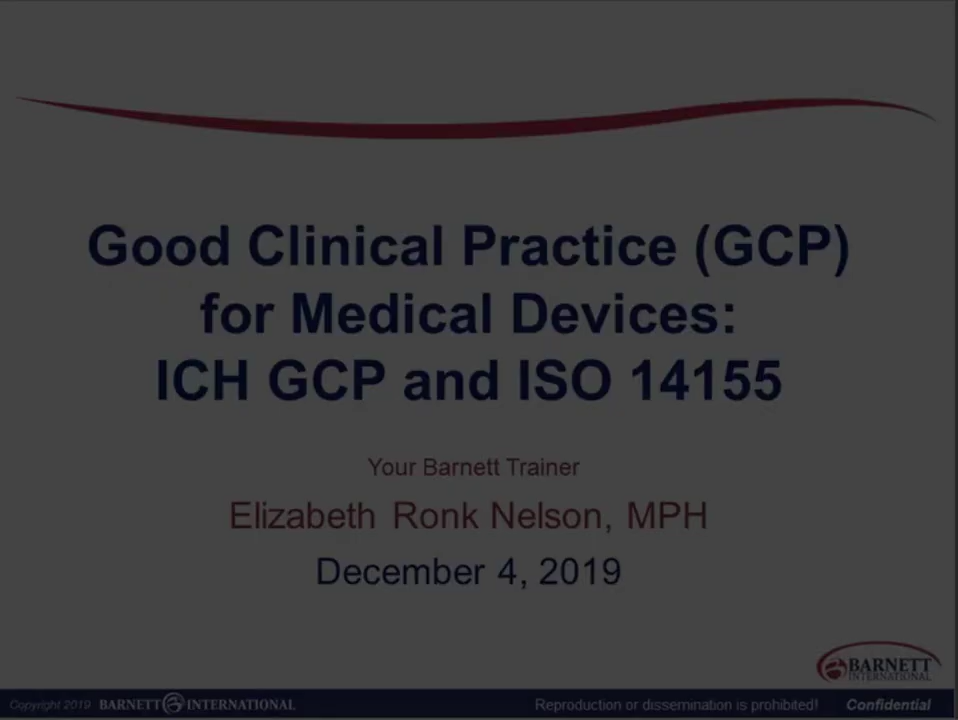 Good Clinical Practice (GCP)
for Medical Devices:
ICH GCP and ISO 14155
Your Barnett Trainer
Elizabeth Ronk Nelson, MPH
December 4, 2019
BARNETT
INTERNATIONAL
Copyright 2019 BARNETT INTERNATIONAL Reproduction or dissemination is prohibited! Confidential